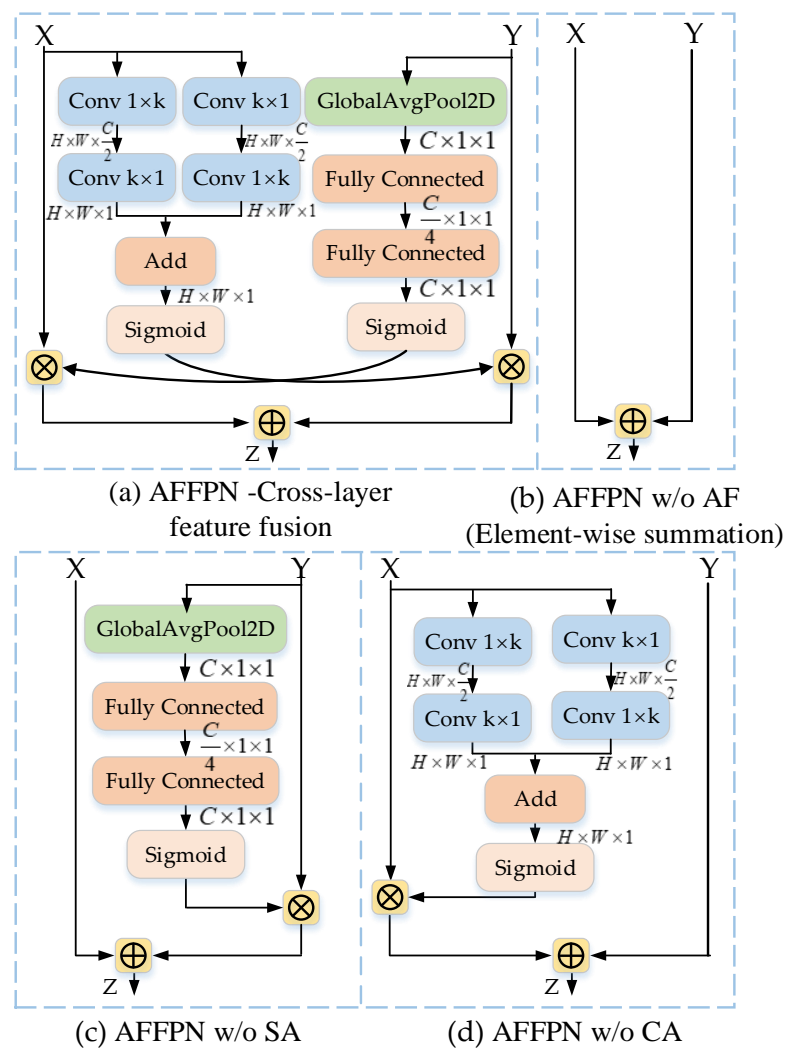 X
Y
Conv 1×k
Conv k×1
GlobalAvgPool2D
H×W×C/2
H×W×C/2
C×1×1
Conv k×1
Conv 1×k
Fully Connected
H×W×1
H×W×1
C/4×1×1
Add
Fully Connected
H×W×1
C×1×1
Sigmoid
Sigmoid
Z
(a) AFFPN -Cross-layer
feature fusion
X
Y
Z
(b) AFFPN w/o AF
(Element-wise summation)
X
Y
GlobalAvgPool2D
C×1×1
Fully Connected
C/4×1×1
Fully Connected
C×1×1
Sigmoid
Z
(c) AFFPN w/o SA
X
Y
Conv 1×k
Conv k×1
H×W×C/2
H×W×C/2
Conv k×1
Conv 1×k
H×W×1
H×W×1
Add
H×W×1
Sigmoid
Z
(d) AFFPN w/o CA